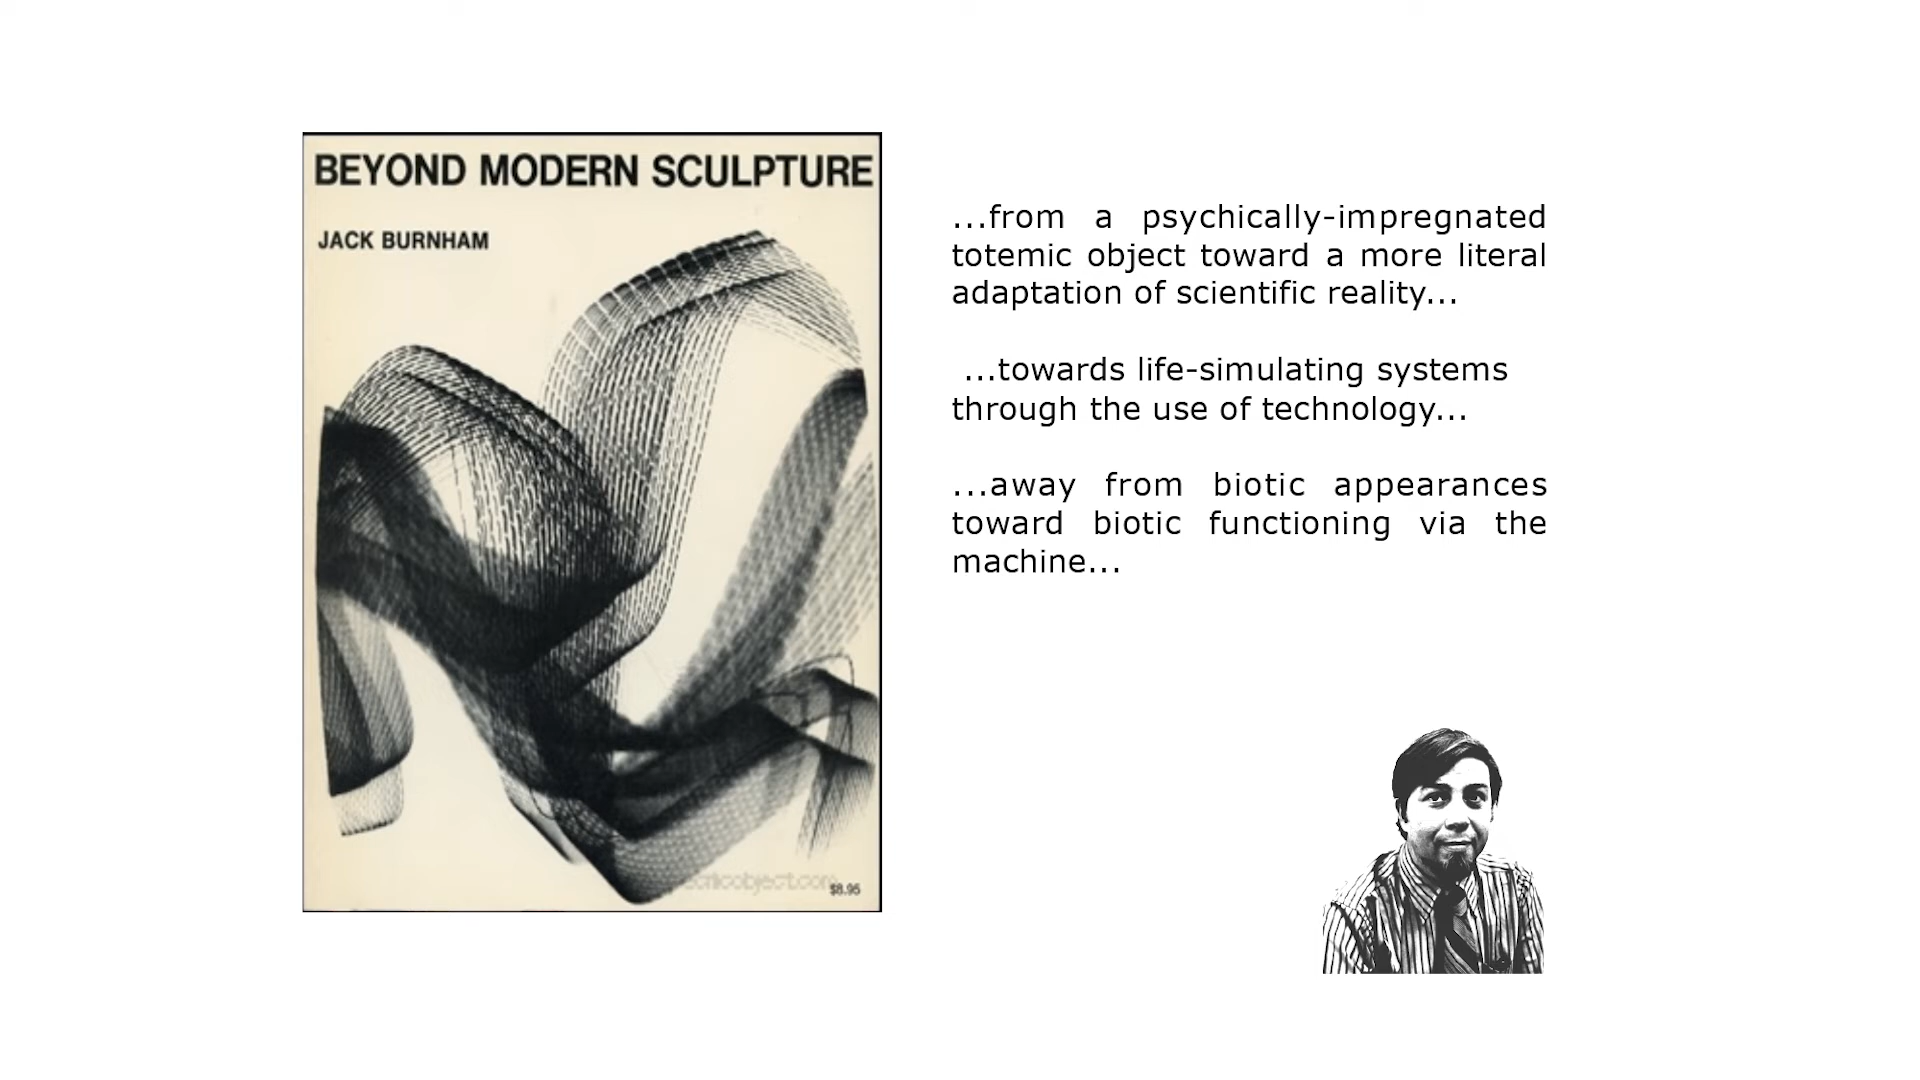 BEYOND MODERN SCULPTURE
JACK BURNHAM
$8.95
...from a psychically-impregnated
totemic object toward a more literal
adaptation of scientific reality...
...towards life-simulating systems
through the use of technology...
...away from biotic appearances
toward biotic functioning via the
machine...